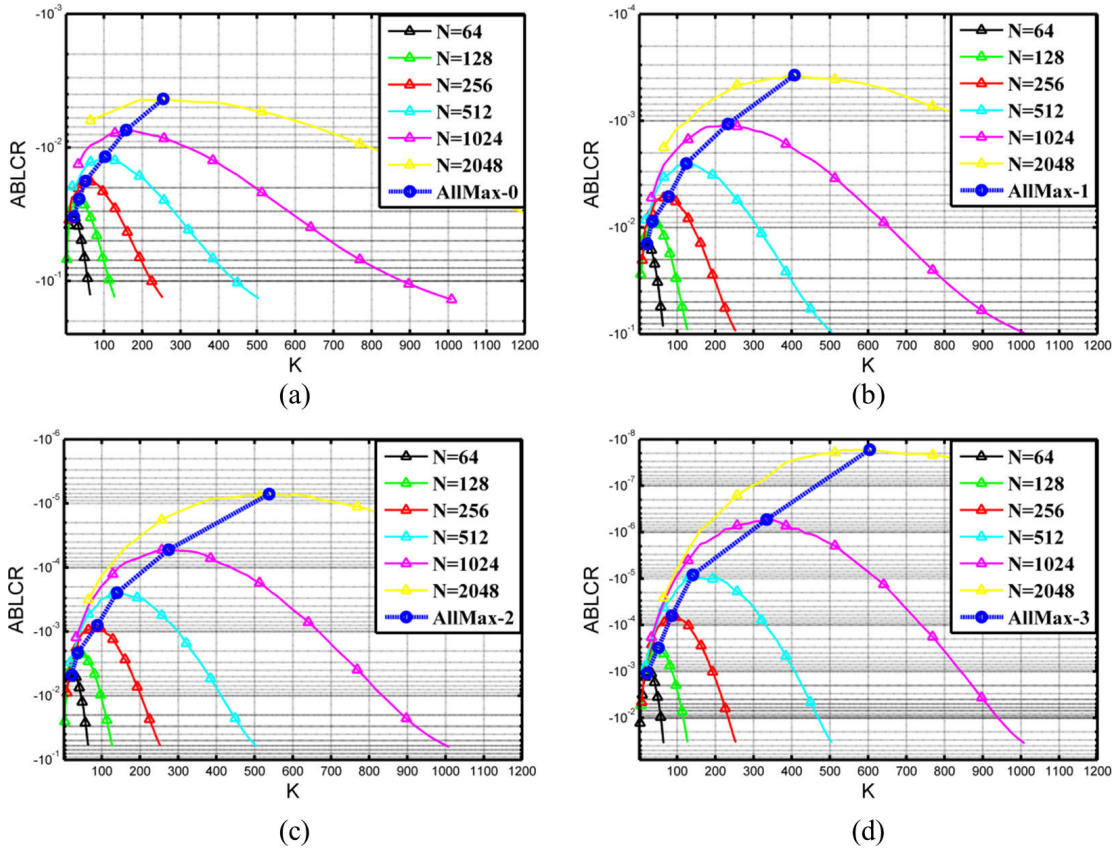 -10⁻³
-10⁻²
-10⁻¹
ABLCR
100 200 300 400 500 600 700 800 900 1000 1100 1200
K
N=64
N=128
N=256
N=512
N=1024
N=2048
AllMax-0
(a)
-10⁻⁴
-10⁻³
-10⁻²
-10⁻¹
ABLCR
100 200 300 400 500 600 700 800 900 1000 1100 1200
K
N=64
N=128
N=256
N=512
N=1024
N=2048
AllMax-1
(b)
-10⁻⁶
-10⁻⁵
-10⁻⁴
-10⁻³
-10⁻²
-10⁻¹
ABLCR
100 200 300 400 500 600 700 800 900 1000 1100 1200
K
N=64
N=128
N=256
N=512
N=1024
N=2048
AllMax-2
(c)
-10⁻⁸
-10⁻⁷
-10⁻⁶
-10⁻⁵
-10⁻⁴
-10⁻³
-10⁻²
ABLCR
100 200 300 400 500 600 700 800 900 1000 1100 1200
K
N=64
N=128
N=256
N=512
N=1024
N=2048
AllMax-3
(d)